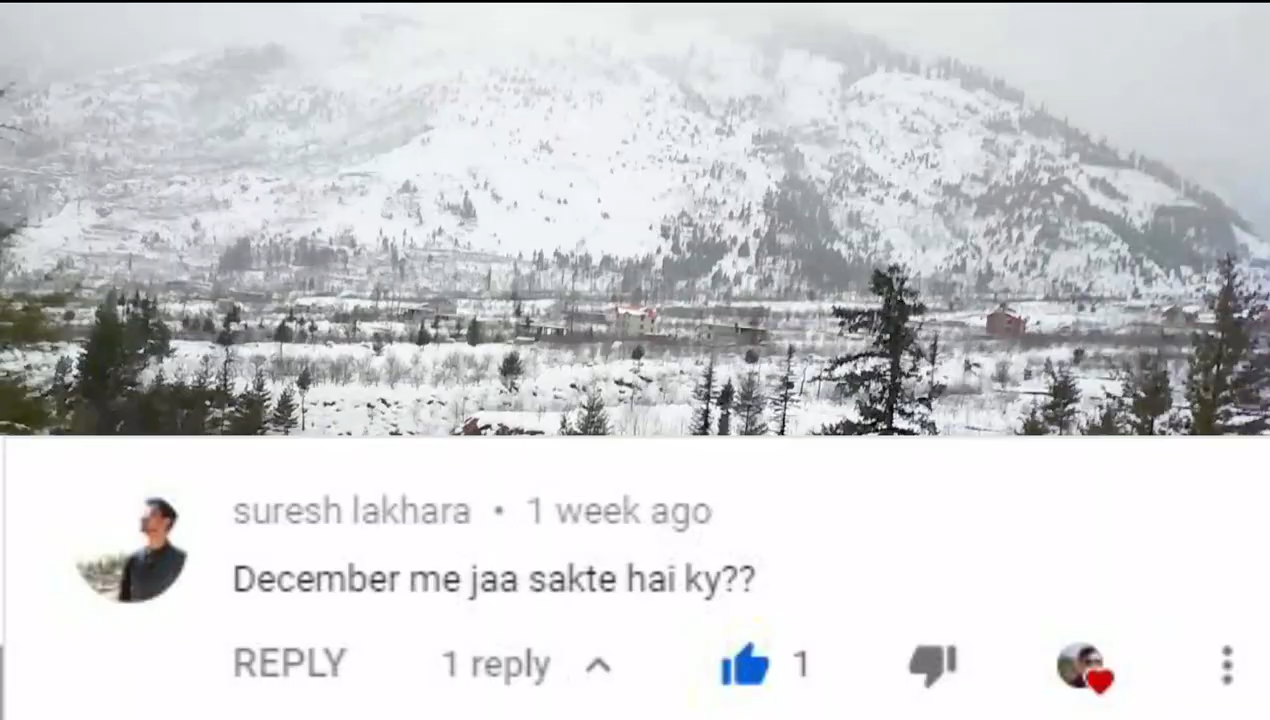 suresh lakhara • 1 week ago
December me jaa sakte hai ky??
REPLY 1 reply 1